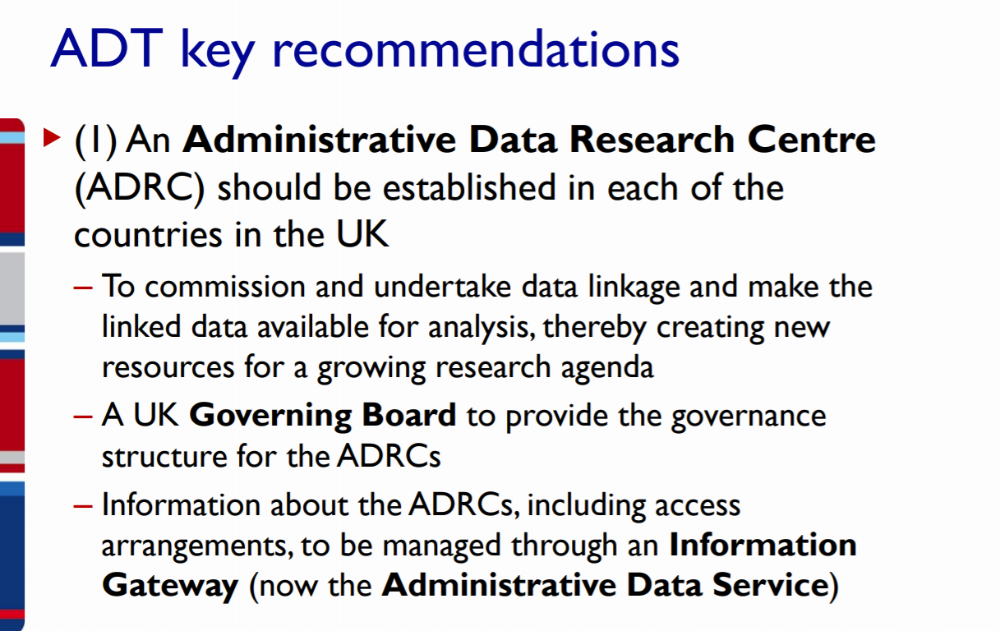 ADT key recommendations
(1) An Administrative Data Research Centre
(ADRC) should be established in each of the
countries in the UK
– To commission and undertake data linkage and make the
linked data available for analysis, thereby creating new
resources for a growing research agenda
– A UK Governing Board to provide the governance
structure for the ADRCs
– Information about the ADRCs, including access
arrangements, to be managed through an Information
Gateway (now the Administrative Data Service)